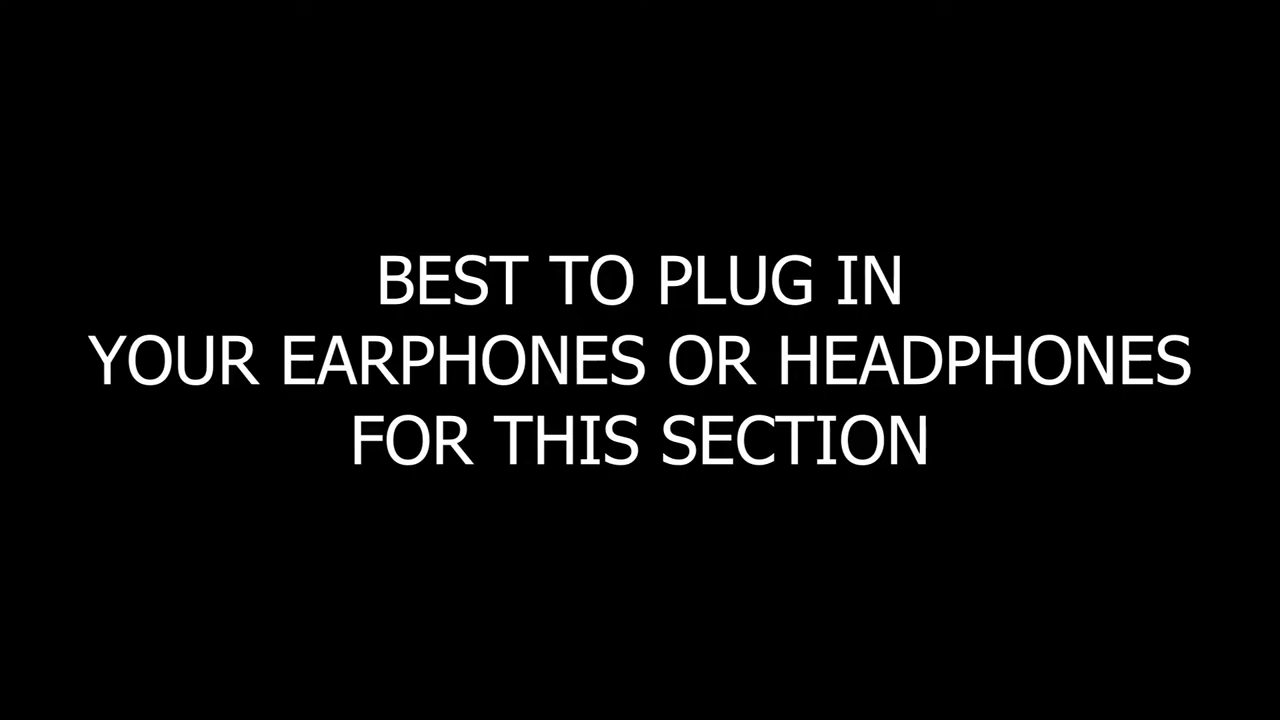 BEST TO PLUG IN
YOUR EARPHONES OR HEADPHONES
FOR THIS SECTION